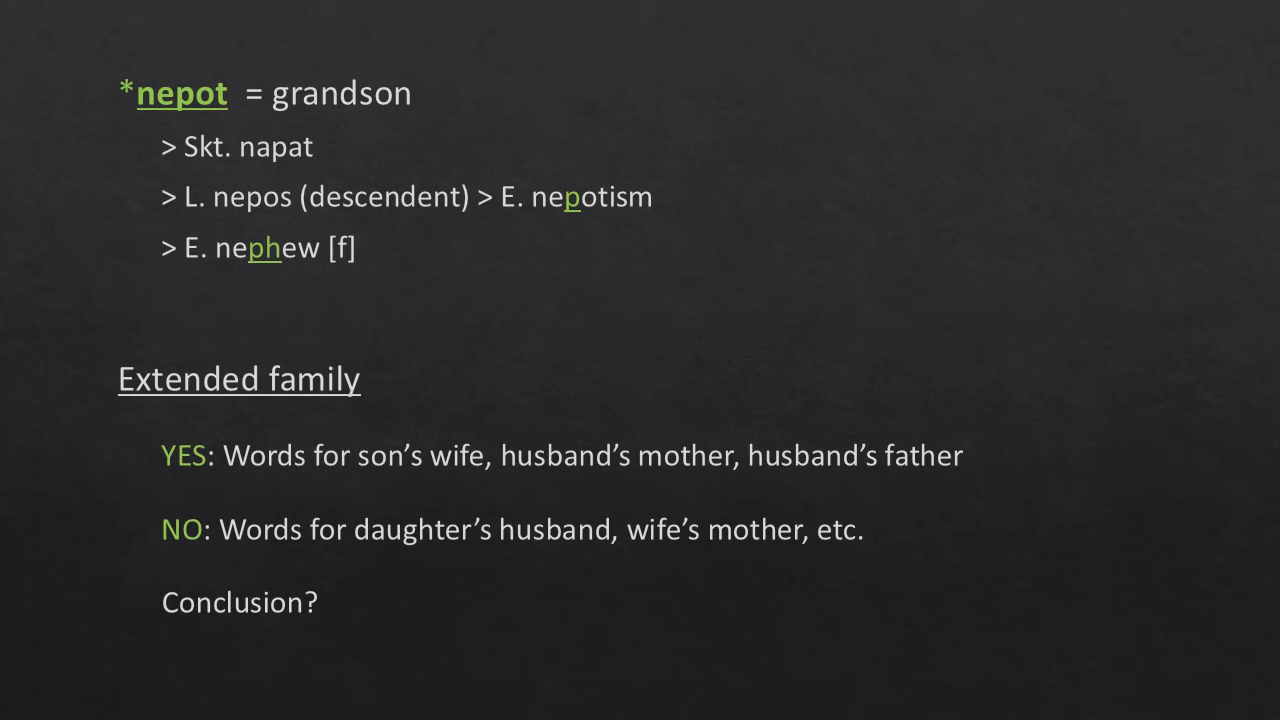 *nepot = grandson
> Skt. napat
> L. nepos (descendent) > E. nepotism
> E. nephew [f]
Extended family
YES: Words for son’s wife, husband’s mother, husband’s father
NO: Words for daughter’s husband, wife’s mother, etc.
Conclusion?